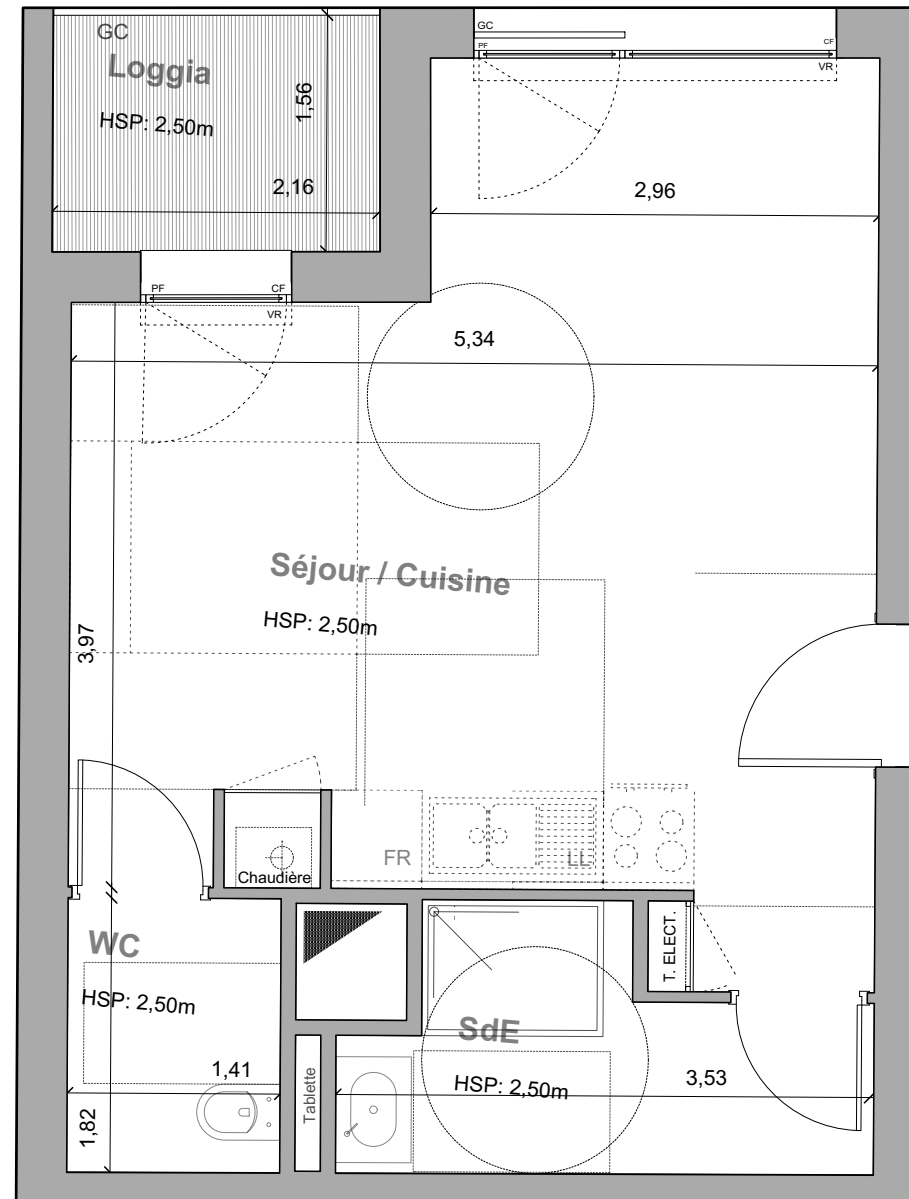 GC
Loggia
HSP: 2,50m
1,56
2,16
GC
PF
CF
VR
2,96
PF
CF
VR
5,34
Séjour / Cuisine
HSP: 2,50m
3,97
FR
LL
Chaudière
WC
HSP: 2,50m
1,41
1,82
Tablette
T. ELECT.
SdE
HSP: 2,50m
3,53